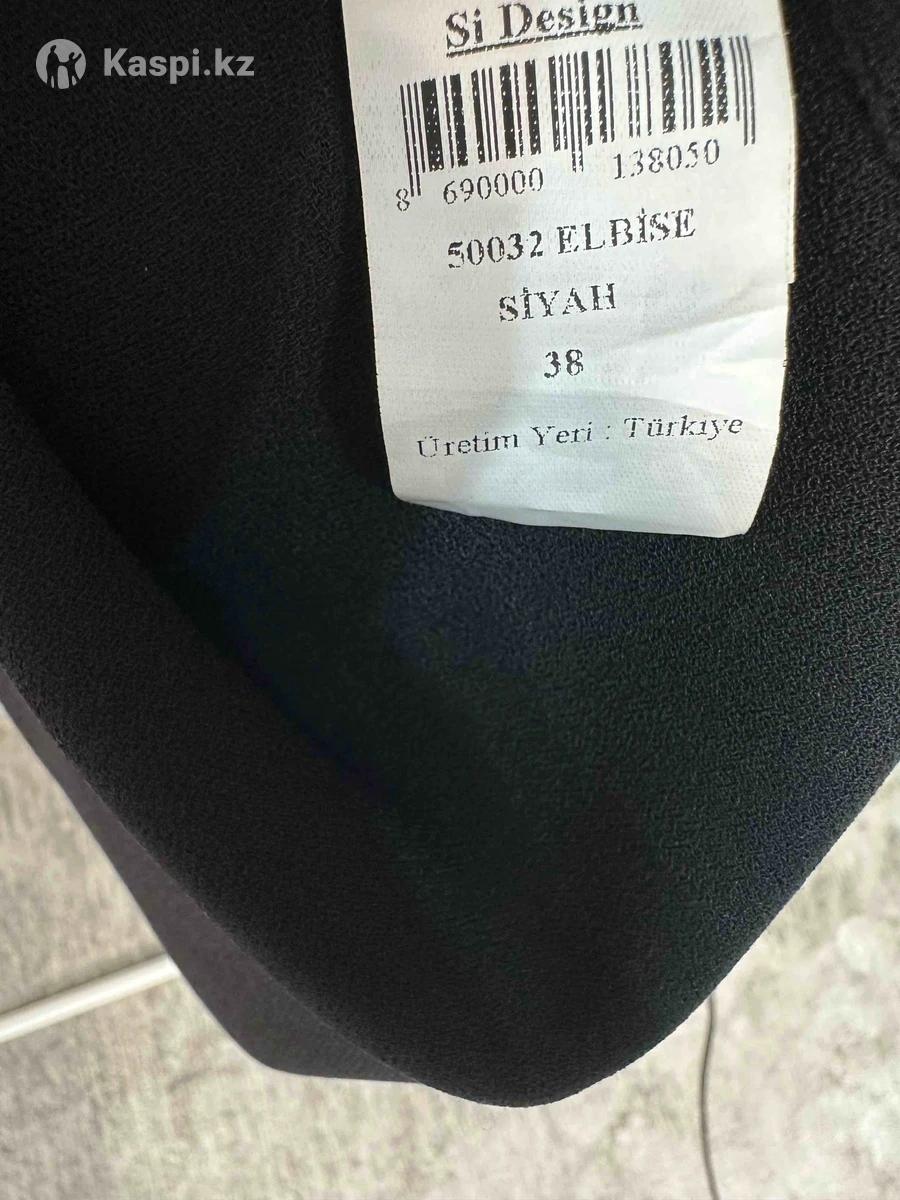 Kaspi.kz
Si Design
8 690000 138050
50032 ELBİSE
SİYAH
38
Üretim Yeri : Türkiye